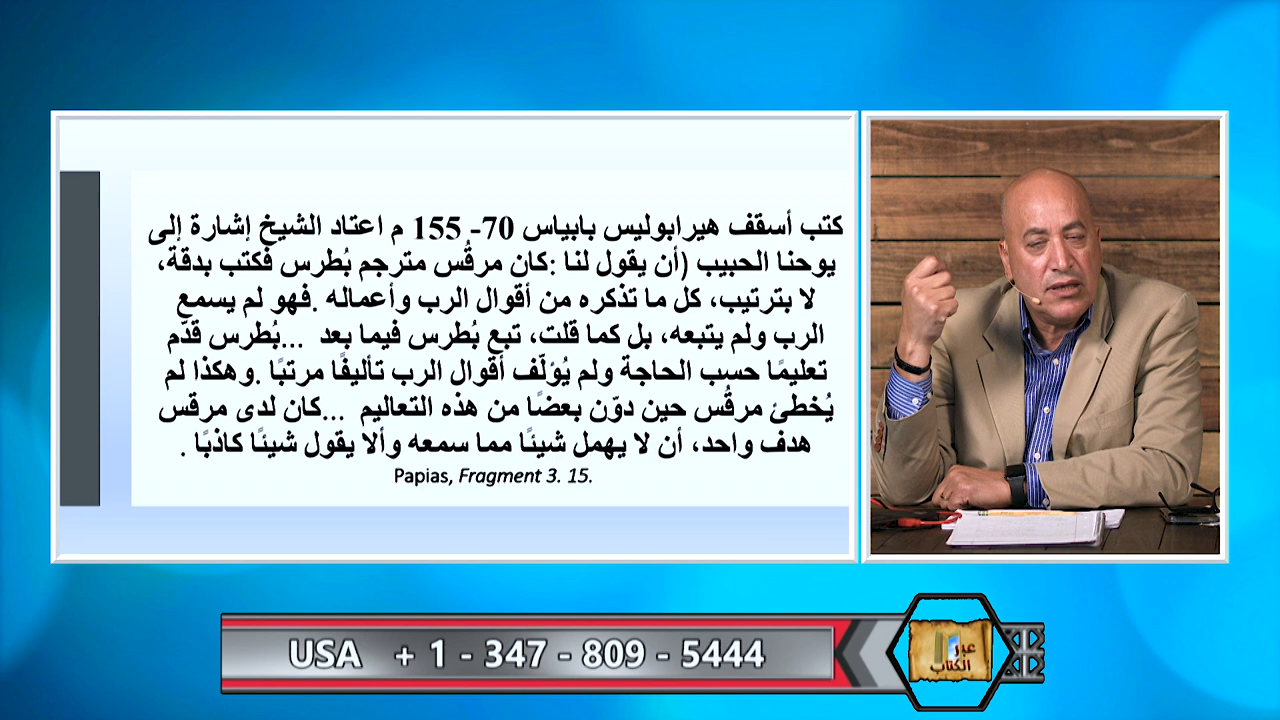 كتب أسقف هيرابوليس بابياس 70- 155 م اعتاد الشيخ إشارة إلى
يوحنا الحبيب (أن يقول لنا :كان مرقُس مترجم بُطرس فكتب بدقة،
لا بترتيب، كل ما تذكره من أقوال الرب وأعماله .فهو لم يسمع
الرب ولم يتبعه، بل كما قلت، تبع بُطرس فيما بعد ...بُطرس قدّم
تعليمًا حسب الحاجة ولم يُؤلّف أقوال الرب تأليفًا مرتبًا .وهكذا لم
يُخطئ مرقُس حين دوّن بعضًا من هذه التعاليم ...كان لدى مرقس
هدف واحد، أن لا يهمل شيئًا مما سمعه وألا يقول شيئًا كاذبًا .
Papias, Fragment 3. 15.
USA + 1 - 347 - 809 - 5444
عبر
الكتاب